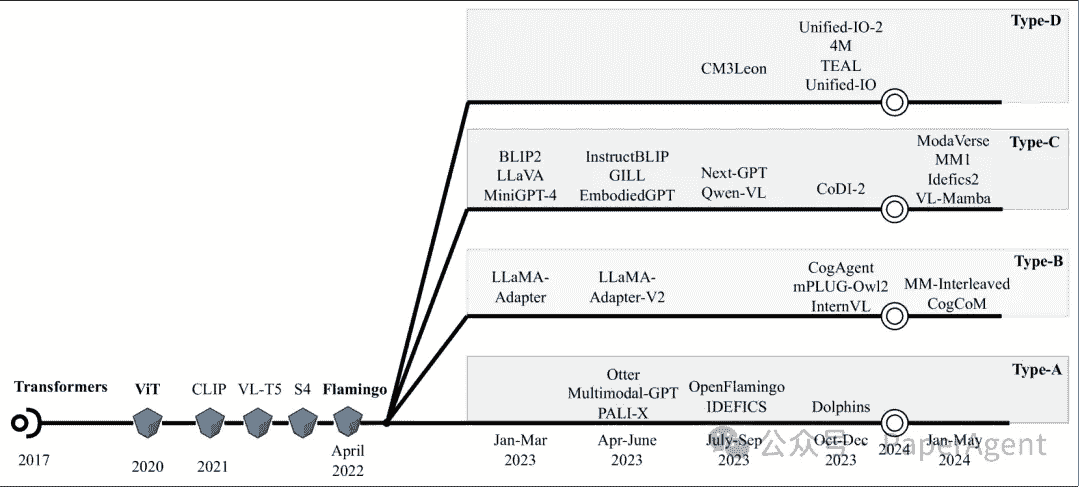 Type-D
Unified-IO-2
4M
CM3Leon
TEAL
Unified-IO
Type-C
BLIP2
LLaVA
MiniGPT-4
InstructBLIP
GILL
EmbodiedGPT
Next-GPT
Qwen-VL
CoDI-2
ModaVerse
MM1
Idefics2
VL-Mamba
Type-B
LLaMA-
Adapter
LLaMA-
Adapter-V2
CogAgent
mPLUG-Owl2
InternVL
MM-Interleaved
CogCoM
Type-A
Otter
Multimodal-GPT
PALI-X
OpenFlamingo
IDEFICS
Dolphins
Transformers
ViT
CLIP
VL-T5
S4
Flamingo
2017
2020
2021
April
2022
Jan-Mar
2023
Apr-June
2023
July-Sep
2023
Oct-Dec
2023
2024
Jan-May
2024
公众号 · PaperAgent